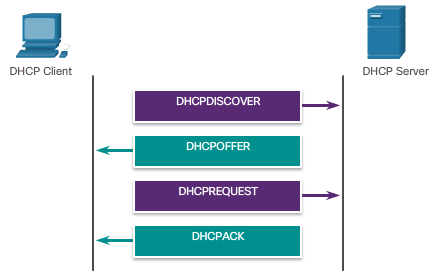 DHCP Client
DHCP Server
DHCPDISCOVER
DHCPOFFER
DHCPREQUEST
DHCPACK